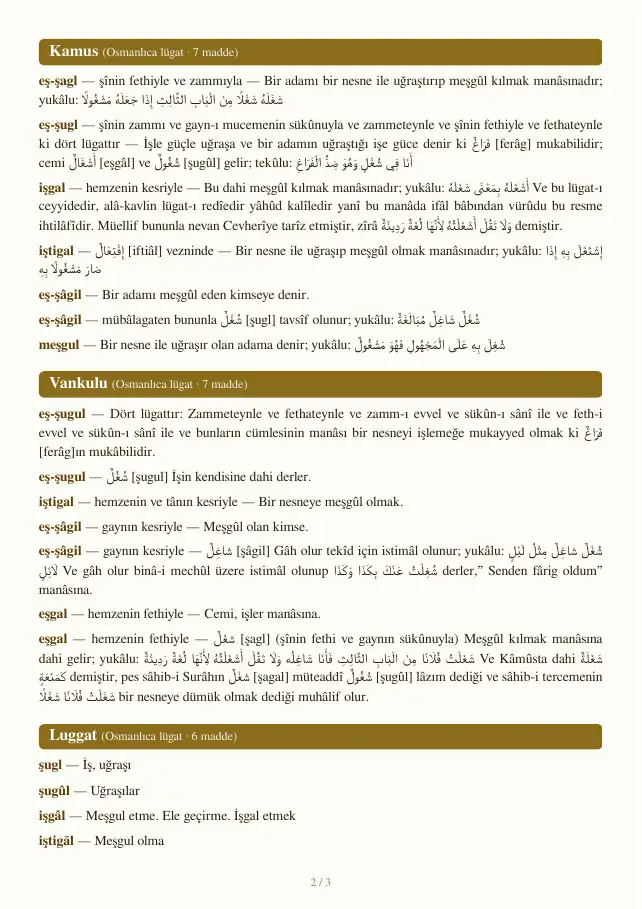 Kamus (Osmanlıca lügat · 7 madde)
eş-şagl — şînin fethiyle ve zammıyla — Bir adamı bir nesne ile uğraştırıp meşgûl kılmak manâsınadır;
yukâlu: شَغَلَهُ شَغْلًا مِنَ الْبَابِ الثَّالِثِ إِذَا جَعَلَهُ مَشْغُولًا
eş-şugl — şînin zammı ve gayn-ı mucemenin sükûnuyla ve zammeteynle ve şînin fethiyle ve fethateynle
ki dört lügattır — İşle güçle uğraşa ve bir adamın uğraştığı işe güce denir ki فَرَاغٌ [ferâg] mukabilidir;
cemi أَشْغَالٌ [eşgâl] ve شُغُولٌ [şugûl] gelir; tekûlu: أَنَا فِي شُغْلٍ وَهُوَ ضِدُّ الْفَرَاغِ
işgal — hemzenin kesriyle — Bu dahi meşgûl kılmak manâsınadır; yukâlu: أَشْغَلَهُ بِمَعْنَى شَغَلَهُ Ve bu lügat-ı
ceyyidedir, alâ-kavlin lügat-ı redîedir yâhûd kalîledir yanî bu manâda ifâl bâbından vürûdu bu resme
ihtilâfîdir. Müellif bununla nevan Cevherîye tarîz etmiştir, zîrâ وَلَا تَقُلْ أَشْغَلْتُهُ لِأَنَّهَا لُغَةٌ رَدِيئَةٌ demiştir.
iştigal — إِفْتِعَالٌ [iftiâl] vezninde — Bir nesne ile uğraşıp meşgûl olmak manâsınadır; yukâlu: إِشْتَغَلَ بِهِ إِذَا
صَارَ مَشْغُولًا بِهِ
eş-şâgil — Bir adamı meşgûl eden kimseye denir.
eş-şâgil — mübâlagaten bununla شُغْلٌ [şugl] tavsîf olunur; yukâlu: شُغْلٌ شَاغِلٌ مُبَالَغَةٌ
meşgul — Bir nesne ile uğraşır olan adama denir; yukâlu: شُغِلَ بِهِ عَلَى الْمَجْهُولِ فَهُوَ مَشْغُولٌ
Vankulu (Osmanlıca lügat · 7 madde)
eş-şugul — Dört lügattır: Zammeteynle ve fethateynle ve zamm-ı evvel ve sükûn-ı sânî ile ve feth-i
evvel ve sükûn-ı sânî ile ve bunların cümlesinin manâsı bir nesneyi işlemeğe mukayyed olmak ki فَرَاغٌ
[ferâg]ın mukâbilidir.
eş-şugul — شُغُلٌ [şugul] İşin kendisine dahi derler.
iştigal — hemzenin ve tânın kesriyle — Bir nesneye meşgûl olmak.
eş-şâgil — gaynın kesriyle — Meşgûl olan kimse.
eş-şâgil — gaynın kesriyle — شَاغِلٌ [şâgil] Gâh olur tekîd için istimâl olunur; yukâlu: شُغْلٌ شَاغِلٌ مِثْلُ لَيْلٍ
لَائِلٍ Ve gâh olur binâ-i mechûl üzere istimâl olunup شُغِلْتُ عَنْكَ بِكَذَا وَكَذَا derler,” Senden fârig oldum”
manâsına.
eşgal — hemzenin fethiyle — Cemi, işler manâsına.
eşgal — hemzenin fethiyle — شَغْلٌ [şagl] (şînin fethi ve gaynın sükûnuyla) Meşgûl kılmak manâsına
dahi gelir; yukâlu: شَغَلْتُ فُلَانًا مِنَ الْبَابِ الثَّالِثِ فَأَنَا شَاغِلُه وَلَا تَقُلْ أَشْغَلْتُهُ لِأَنَّهَا لُغَةٌ رَدِيئَةٌ Ve Kâmûsta dahi شَغَلَهُ
كَمَنَعَهُ demiştir, pes sâhib-i Surâhın شَغَلٌ [şagal] müteaddî شُغُولٌ [şugûl] lâzım dediği ve sâhib-i tercemenin
شَغَلْتُ فُلَانًا شَغْلًا bir nesneye dümük olmak dediği muhâlif olur.
Luggat (Osmanlıca lügat · 6 madde)
şugl — İş, uğraşı
şugûl — Uğraşılar
işgâl — Meşgul etme. Ele geçirme. İşgal etmek
iştigāl — Meşgul olma
2 / 3